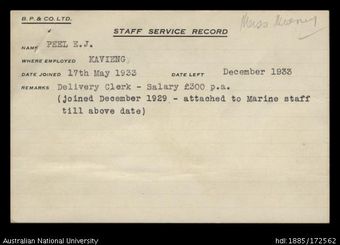 B. P. & CO. LTD.
STAFF SERVICE RECORD
NAME PEEL E.J.
WHERE EMPLOYED KAVIENG
DATE JOINED 17th May 1933 DATE LEFT December 1933
REMARKS Delivery Clerk - Salary £300 p.a.
(joined December 1929 - attached to Marine staff
till above date)
Australian National University
hdl:1885/172562